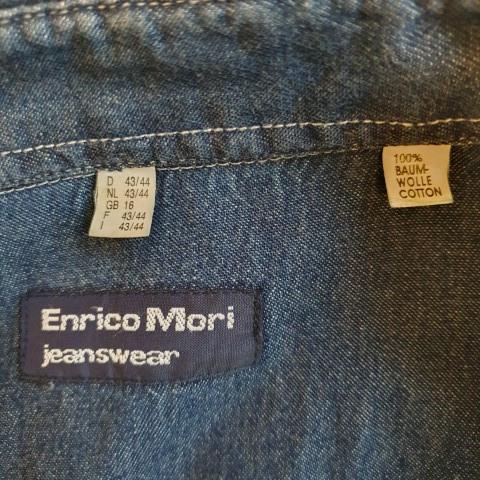 D 43/44
NL 43/44
GB 16
F 43/44
I 43/44
100%
BAUM-
WOLLE
COTTON
Enrico Mori
jeanswear